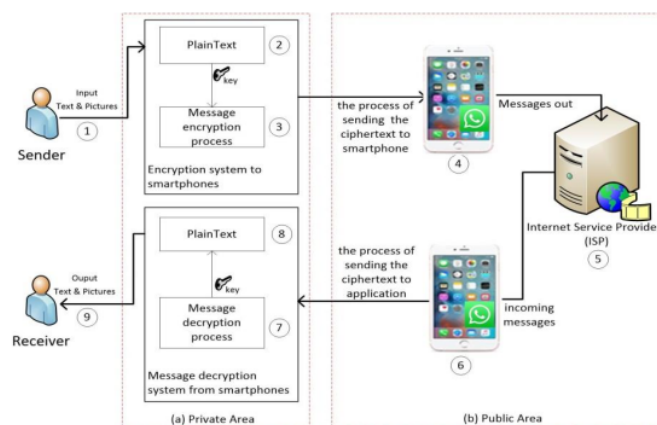 Input
Text & Pictures
1
Sender
PlainText
2
key
Message
encryption
process
3
Encryption system to
smartphones
the process of
sending the
ciphertext to
smartphone
4
Messages out
Internet Service Provide
(ISP)
5
incoming
messages
6
the process of
sending the
ciphertext to
application
PlainText
8
key
Message
decryption
process
7
Message decryption
system from smartphones
Ouput
Text & Pictures
9
Receiver
(a) Private Area
(b) Public Area